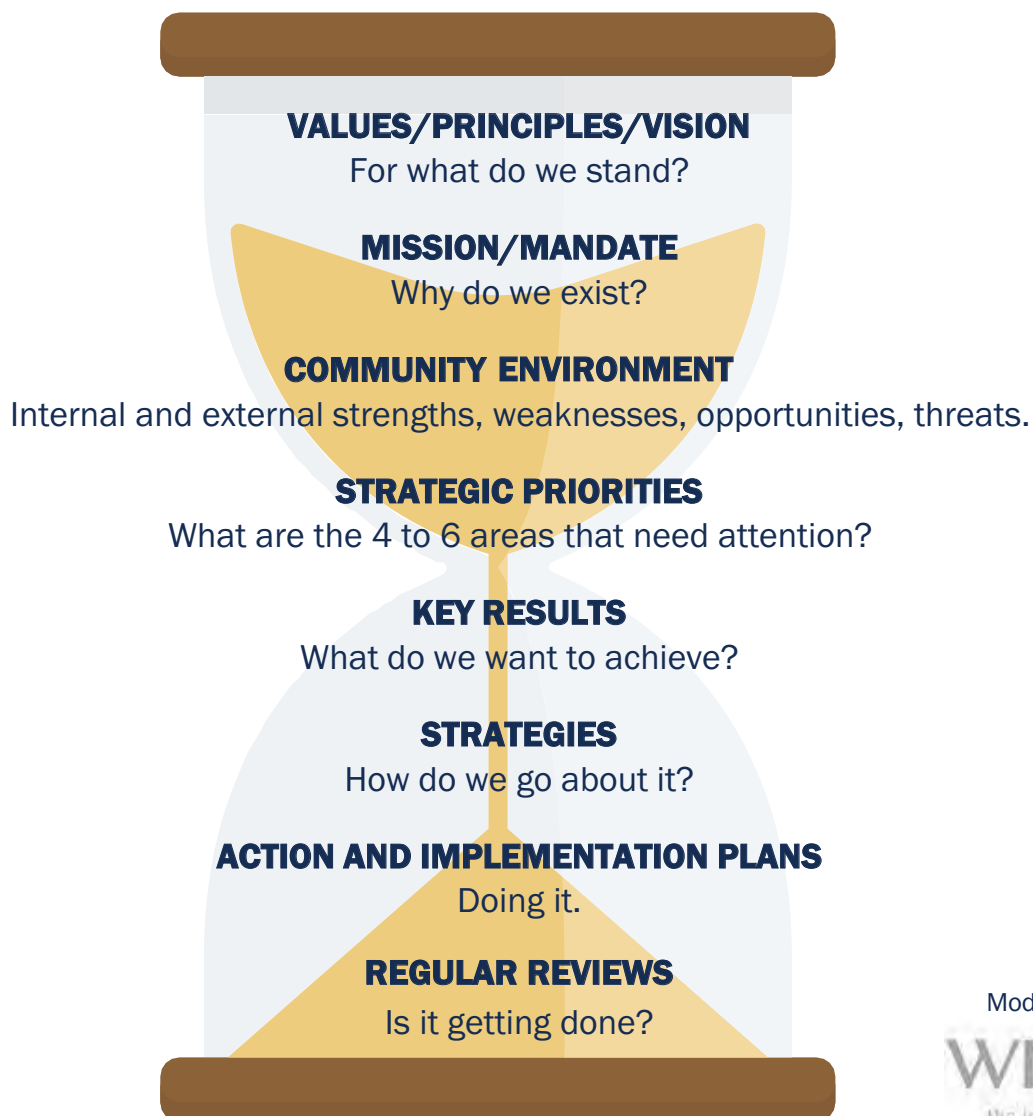 VALUES/PRINCIPLES/VISION
For what do we stand?
MISSION/MANDATE
Why do we exist?
COMMUNITY ENVIRONMENT
Internal and external strengths, weaknesses, opportunities, threats.
STRATEGIC PRIORITIES
What are the 4 to 6 areas that need attention?
KEY RESULTS
What do we want to achieve?
STRATEGIES
How do we go about it?
ACTION AND IMPLEMENTATION PLANS
Doing it.
REGULAR REVIEWS
Is it getting done?